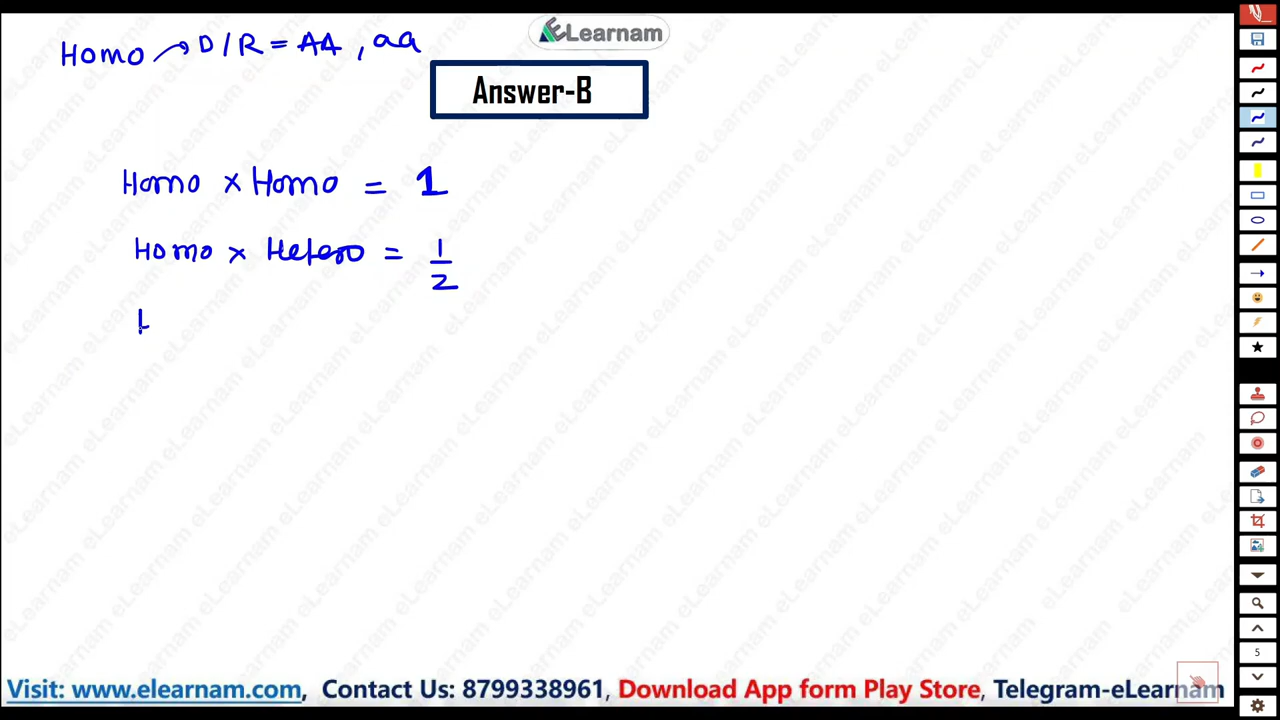 ELearnam
Homo → D/R = AA, aa
Answer-B
Homo × Homo = 1
Homo × Hetero = 1/2
5
Visit: www.elearnam.com, Contact Us: 8799338961, Download App form Play Store, Telegram-eLearnam